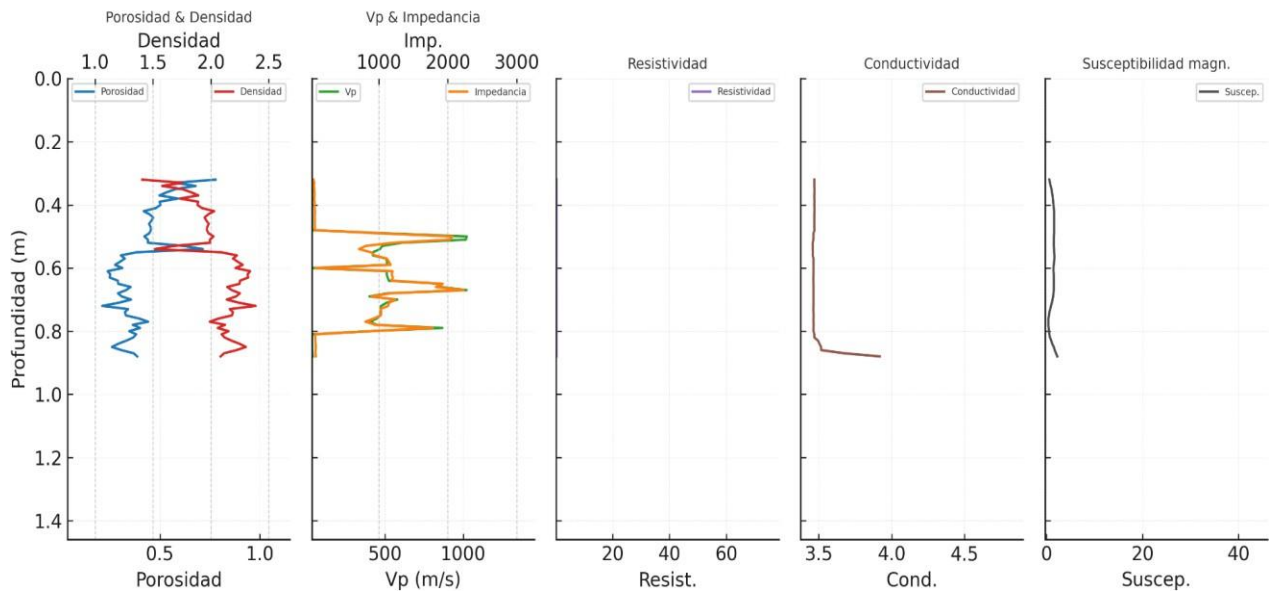 Porosidad & Densidad
Densidad
1.0 1.5 2.0 2.5
Vp & Impedancia
Imp.
1000 2000 3000
Resistividad
Conductividad
Susceptibilidad magn.
Porosidad
Densidad
Vp
Impedancia
Resistividad
Conductividad
Suscep.
Profundidad (m)
0.0
0.2
0.4
0.6
0.8
1.0
1.2
1.4
0.5 1.0
Porosidad
500 1000
Vp (m/s)
20 40 60
Resist.
3.5 4.0 4.5
Cond.
0 20 40
Suscep.